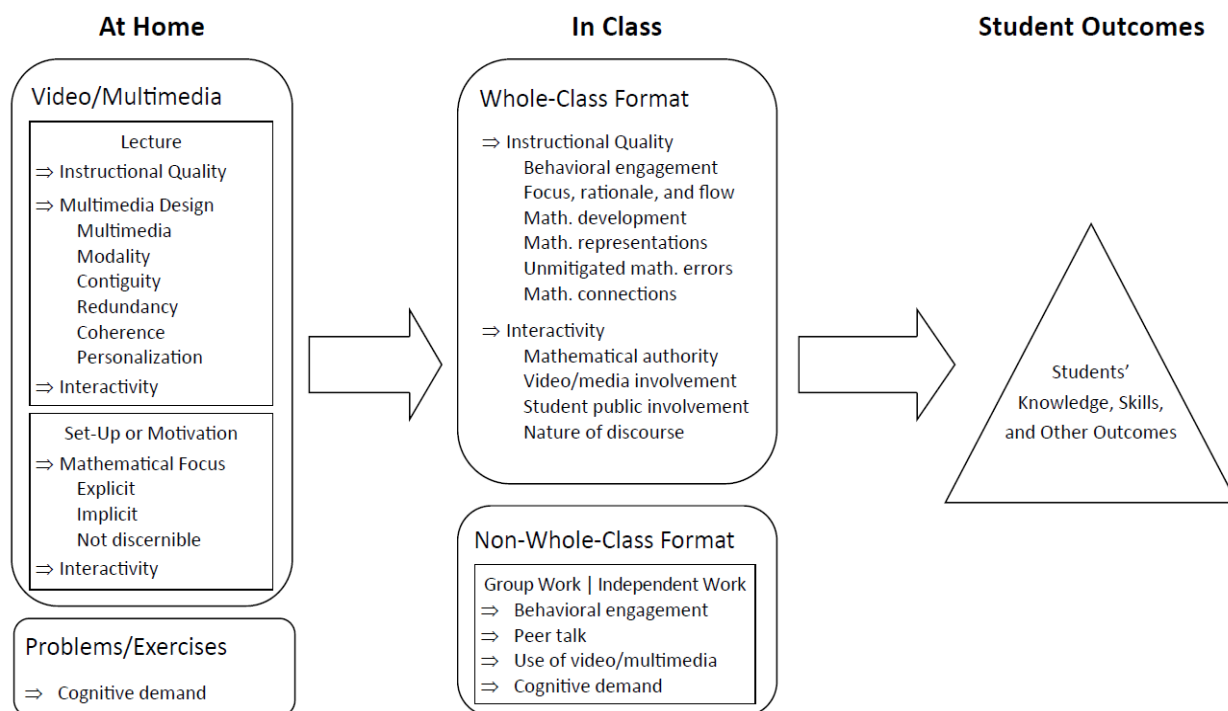 At Home
Video/Multimedia
Lecture
⇒ Instructional Quality
⇒ Multimedia Design
Multimedia
Modality
Contiguity
Redundancy
Coherence
Personalization
⇒ Interactivity
Set-Up or Motivation
⇒ Mathematical Focus
Explicit
Implicit
Not discernible
⇒ Interactivity
Problems/Exercises
⇒ Cognitive demand
In Class
Whole-Class Format
⇒ Instructional Quality
Behavioral engagement
Focus, rationale, and flow
Math. development
Math. representations
Unmitigated math. errors
Math. connections
⇒ Interactivity
Mathematical authority
Video/media involvement
Student public involvement
Nature of discourse
Non-Whole-Class Format
Group Work | Independent Work
⇒ Behavioral engagement
⇒ Peer talk
⇒ Use of video/multimedia
⇒ Cognitive demand
Student Outcomes
Students’
Knowledge, Skills,
and Other Outcomes